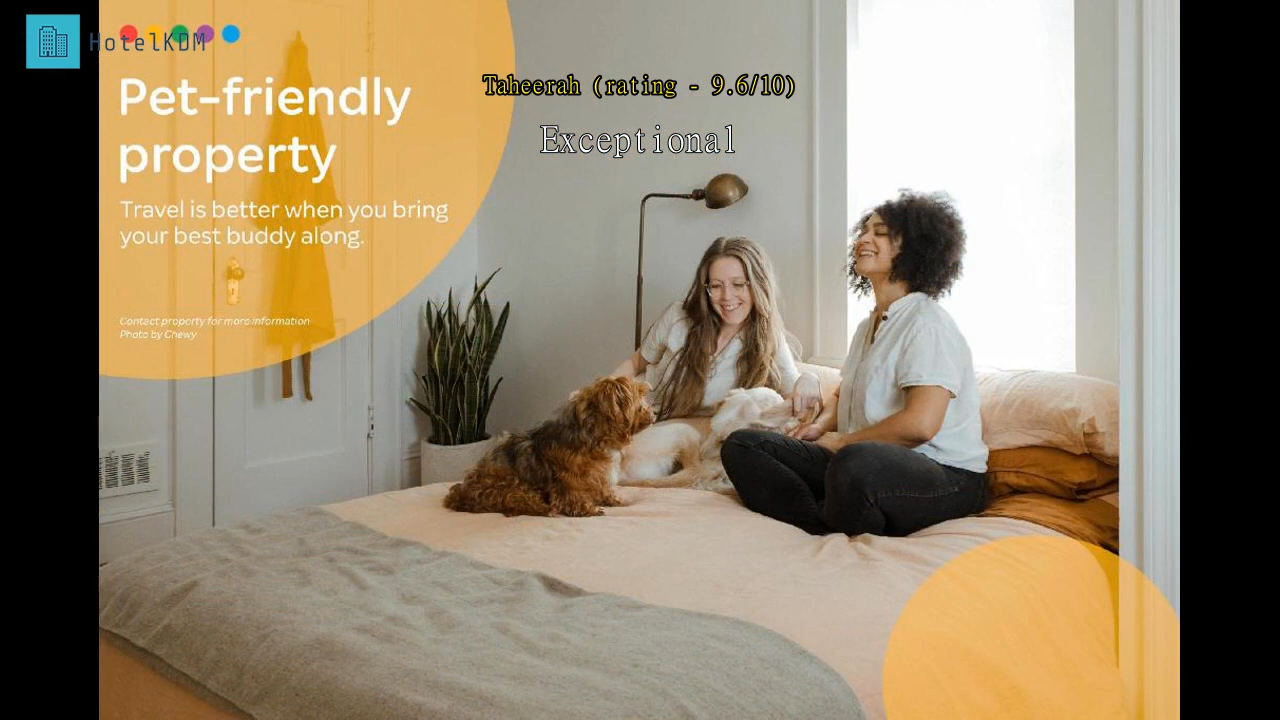 HotelKDM
Pet-friendly
property
Travel is better when you bring
your best buddy along.
Contact property for more information
Photo by Chewy
Taheerah (rating - 9.6/10)
Exceptional